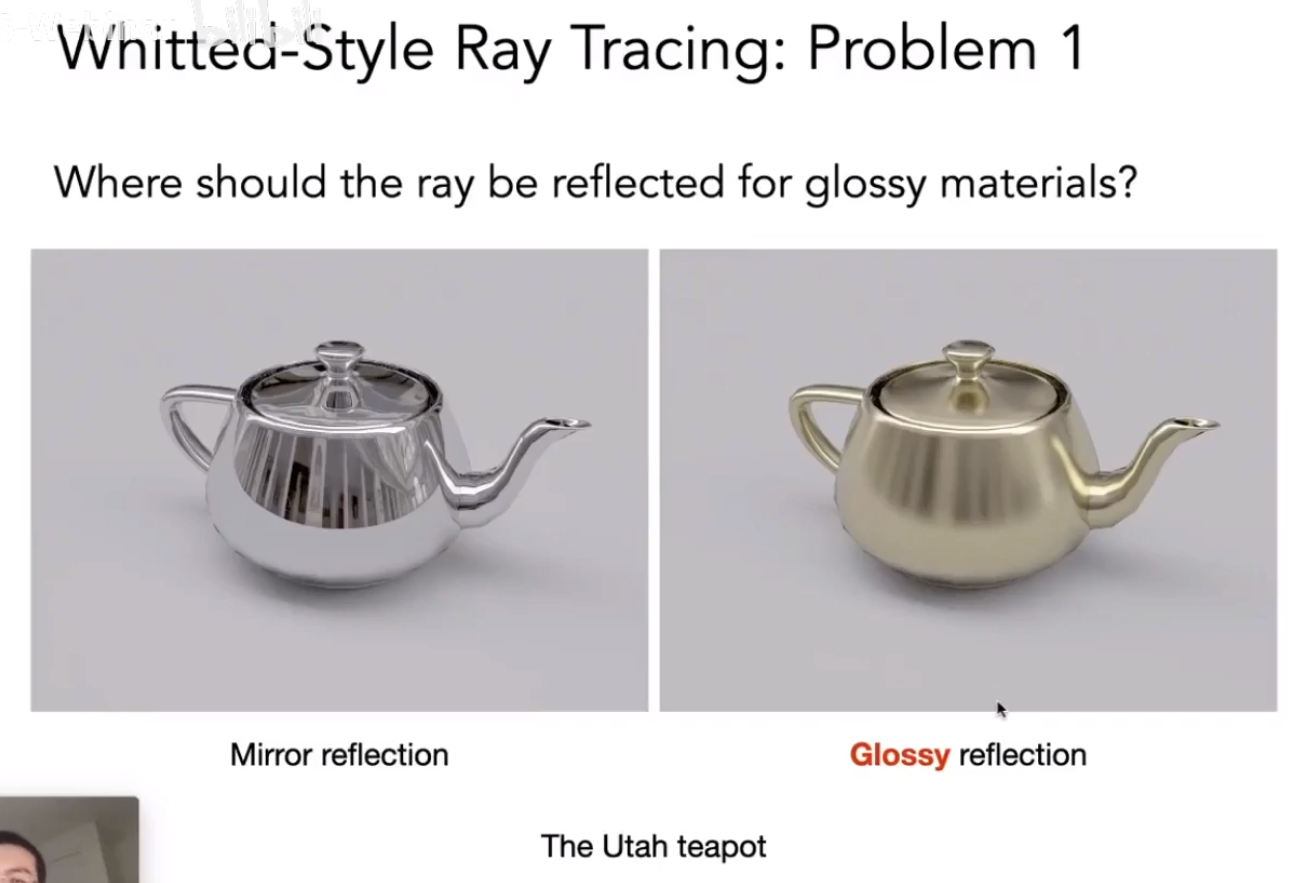 Whitted-Style Ray Tracing: Problem 1
Where should the ray be reflected for glossy materials?
Mirror reflection
Glossy reflection
The Utah teapot